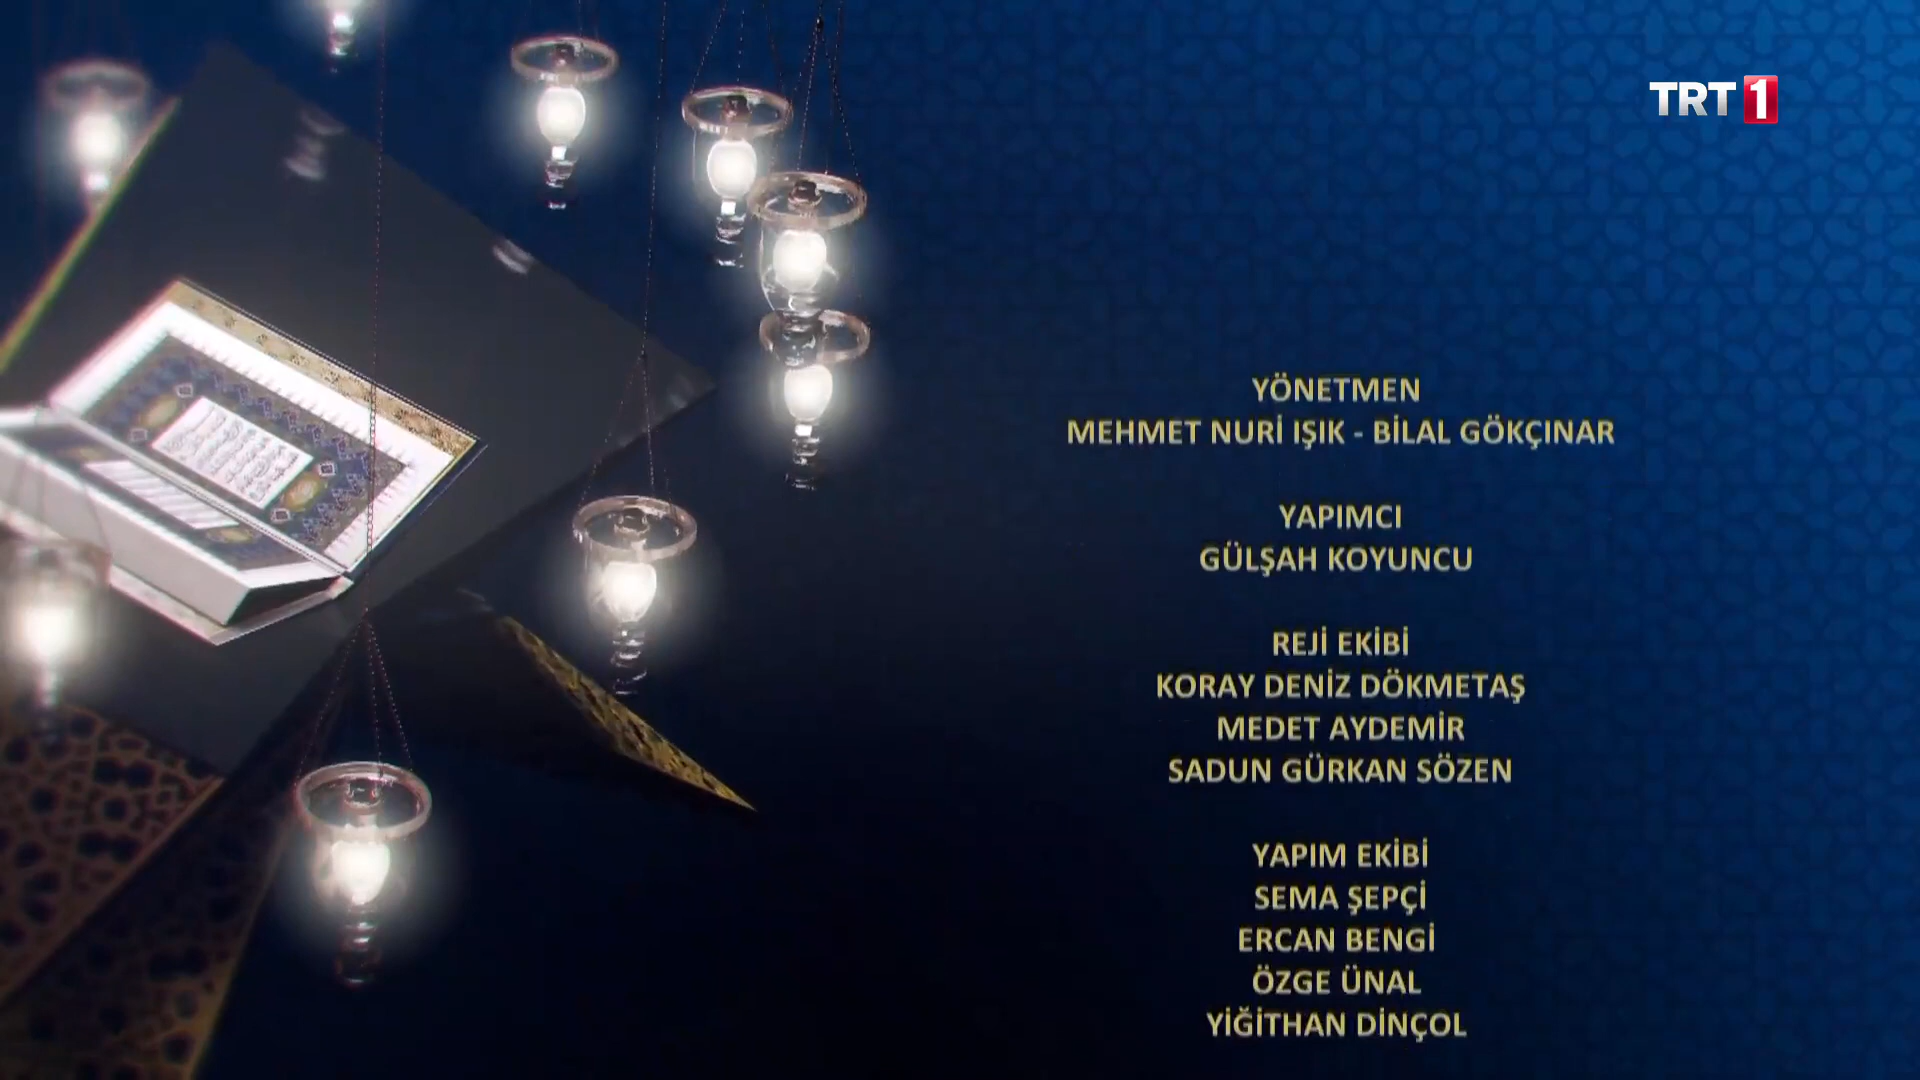 TRT 1
YÖNETMEN
MEHMET NURİ IŞIK - BİLAL GÖKÇINAR
YAPIMCI
GÜLŞAH KOYUNCU
REJİ EKİBİ
KORAY DENİZ DÖKMETAŞ
MEDET AYDEMİR
SADUN GÜRKAN SÖZEN
YAPIM EKİBİ
SEMA ŞEPÇİ
ERCAN BENGİ
ÖZGE ÜNAL
YİĞİTHAN DİNÇOL